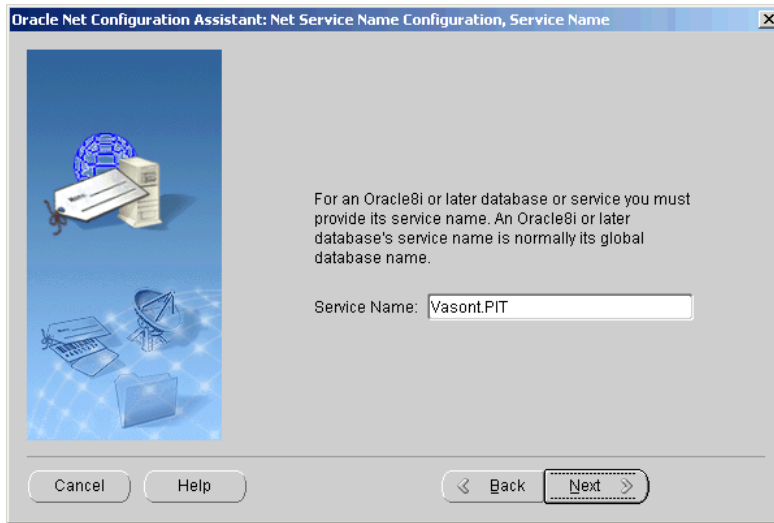 Oracle Net Configuration Assistant: Net Service Name Configuration, Service Name
For an Oracle8i or later database or service you must
provide its service name. An Oracle8i or later
database's service name is normally its global
database name.
Service Name: Vasont.PIT
Cancel Help Back Next